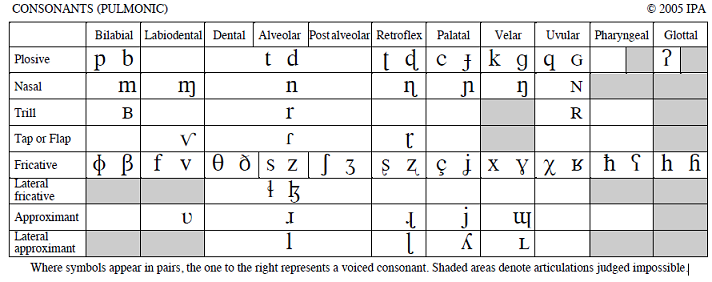 CONSONANTS (PULMONIC) © 2005 IPA
Bilabial Labiodental Dental Alveolar Postalveolar Retroflex Palatal Velar Uvular Pharyngeal Glottal
Plosive p b t d ʈ ɖ c ɟ k ɡ q ɢ ʔ
Nasal m ɱ n ɳ ɲ ŋ ɴ
Trill ʙ r ʀ
Tap or Flap ⱱ ɾ ɽ
Fricative ɸ β f v θ ð s z ʃ ʒ ʂ ʐ ç ʝ x ɣ χ ʁ ħ ʕ h ɦ
Lateral
fricative ɬ ɮ
Approximant ʋ ɹ ɻ j ɰ
Lateral
approximant l ɭ ʎ ʟ
Where symbols appear in pairs, the one to the right represents a voiced consonant. Shaded areas denote articulations judged impossible.